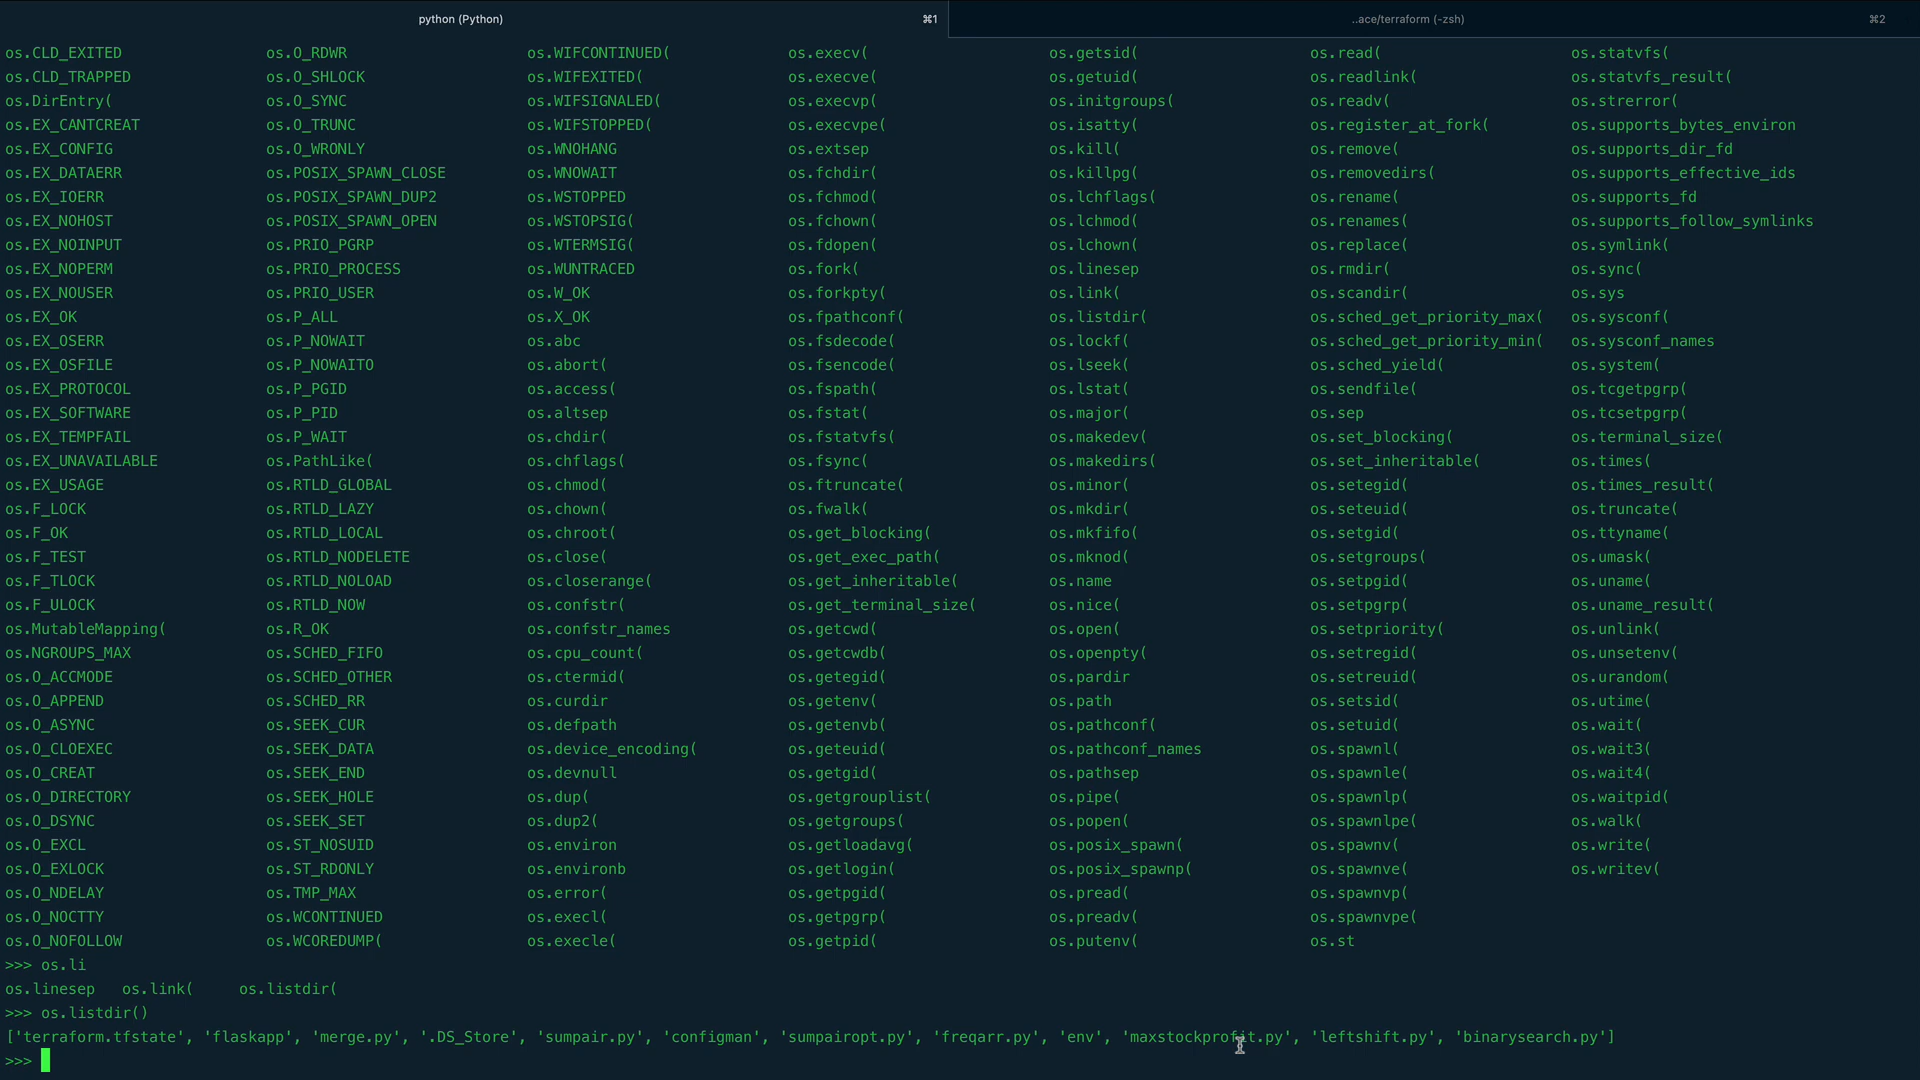 python (Python) ⌘1 ..ace/terraform (-zsh) ⌘2
os.CLD_EXITED os.O_RDWR os.WIFCONTINUED( os.execv( os.getsid( os.read( os.statvfs(
os.CLD_TRAPPED os.O_SHLOCK os.WIFEXITED( os.execve( os.getuid( os.readlink( os.statvfs_result(
os.DirEntry( os.O_SYNC os.WIFSIGNALED( os.execvp( os.initgroups( os.readv( os.strerror(
os.EX_CANTCREAT os.O_TRUNC os.WIFSTOPPED( os.execvpe( os.isatty( os.register_at_fork( os.supports_bytes_environ
os.EX_CONFIG os.O_WRONLY os.WNOHANG os.extsep os.kill( os.remove( os.supports_dir_fd
os.EX_DATAERR os.POSIX_SPAWN_CLOSE os.WNOWAIT os.fchdir( os.killpg( os.removedirs( os.supports_effective_ids
os.EX_IOERR os.POSIX_SPAWN_DUP2 os.WSTOPPED os.fchmod( os.lchflags( os.rename( os.supports_fd
os.EX_NOHOST os.POSIX_SPAWN_OPEN os.WSTOPSIG( os.fchown( os.lchmod( os.renames( os.supports_follow_symlinks
os.EX_NOINPUT os.PRIO_PGRP os.WTERMSIG( os.fdopen( os.lchown( os.replace( os.symlink(
os.EX_NOPERM os.PRIO_PROCESS os.WUNTRACED os.fork( os.linesep os.rmdir( os.sync(
os.EX_NOUSER os.PRIO_USER os.W_OK os.forkpty( os.link( os.scandir( os.sys
os.EX_OK os.P_ALL os.X_OK os.fpathconf( os.listdir( os.sched_get_priority_max( os.sysconf(
os.EX_OSERR os.P_NOWAIT os.abc os.fsdecode( os.lockf( os.sched_get_priority_min( os.sysconf_names
os.EX_OSFILE os.P_NOWAITO os.abort( os.fsencode( os.lseek( os.sched_yield( os.system(
os.EX_PROTOCOL os.P_PGID os.access( os.fspath( os.lstat( os.sendfile( os.tcgetpgrp(
os.EX_SOFTWARE os.P_PID os.altsep os.fstat( os.major( os.sep os.tcsetpgrp(
os.EX_TEMPFAIL os.P_WAIT os.chdir( os.fstatvfs( os.makedev( os.set_blocking( os.terminal_size(
os.EX_UNAVAILABLE os.PathLike( os.chflags( os.fsync( os.makedirs( os.set_inheritable( os.times(
os.EX_USAGE os.RTLD_GLOBAL os.chmod( os.ftruncate( os.minor( os.setegid( os.times_result(
os.F_LOCK os.RTLD_LAZY os.chown( os.fwalk( os.mkdir( os.seteuid( os.truncate(
os.F_OK os.RTLD_LOCAL os.chroot( os.get_blocking( os.mkfifo( os.setgid( os.ttyname(
os.F_TEST os.RTLD_NODELETE os.close( os.get_exec_path( os.mknod( os.setgroups( os.umask(
os.F_TLOCK os.RTLD_NOLOAD os.closerange( os.get_inheritable( os.name os.setpgid( os.uname(
os.F_ULOCK os.RTLD_NOW os.confstr( os.get_terminal_size( os.nice( os.setpgrp( os.uname_result(
os.MutableMapping( os.R_OK os.confstr_names os.getcwd( os.open( os.setpriority( os.unlink(
os.NGROUPS_MAX os.SCHED_FIFO os.cpu_count( os.getcwdb( os.openpty( os.setregid( os.unsetenv(
os.O_ACCMODE os.SCHED_OTHER os.ctermid( os.getegid( os.pardir os.setreuid( os.urandom(
os.O_APPEND os.SCHED_RR os.curdir os.getenv( os.path os.setsid( os.utime(
os.O_ASYNC os.SEEK_CUR os.defpath os.getenvb( os.pathconf( os.setuid( os.wait(
os.O_CLOEXEC os.SEEK_DATA os.device_encoding( os.geteuid( os.pathconf_names os.spawnl( os.wait3(
os.O_CREAT os.SEEK_END os.devnull os.getgid( os.pathsep os.spawnle( os.wait4(
os.O_DIRECTORY os.SEEK_HOLE os.dup( os.getgrouplist( os.pipe( os.spawnlp( os.waitpid(
os.O_DSYNC os.SEEK_SET os.dup2( os.getgroups( os.popen( os.spawnlpe( os.walk(
os.O_EXCL os.ST_NOSUID os.environ os.getloadavg( os.posix_spawn( os.spawnv( os.write(
os.O_EXLOCK os.ST_RDONLY os.environb os.getlogin( os.posix_spawnp( os.spawnve( os.writev(
os.O_NDELAY os.TMP_MAX os.error( os.getpgid( os.pread( os.spawnvp(
os.O_NOCTTY os.WCONTINUED os.execl( os.getpgrp( os.preadv( os.spawnvpe(
os.O_NOFOLLOW os.WCOREDUMP( os.execle( os.getpid( os.putenv( os.st
>>> os.li
os.linesep os.link( os.listdir(
>>> os.listdir()
['terraform.tfstate', 'flaskapp', 'merge.py', '.DS_Store', 'sumpair.py', 'configman', 'sumpairopt.py', 'freqarr.py', 'env', 'maxstockprofit.py', 'leftshift.py', 'binarysearch.py']
>>>